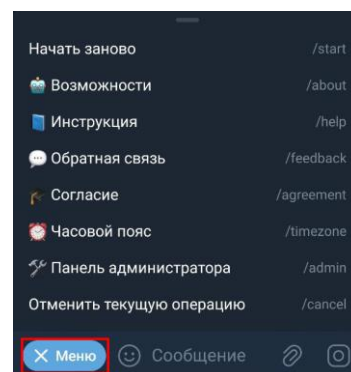 Начать заново /start
🤖 Возможности /about
📘 Инструкция /help
💬 Обратная связь /feedback
🎓 Согласие /agreement
⏰ Часовой пояс /timezone
🛠 Панель администратора /admin
Отменить текущую операцию /cancel
Меню Сообщение